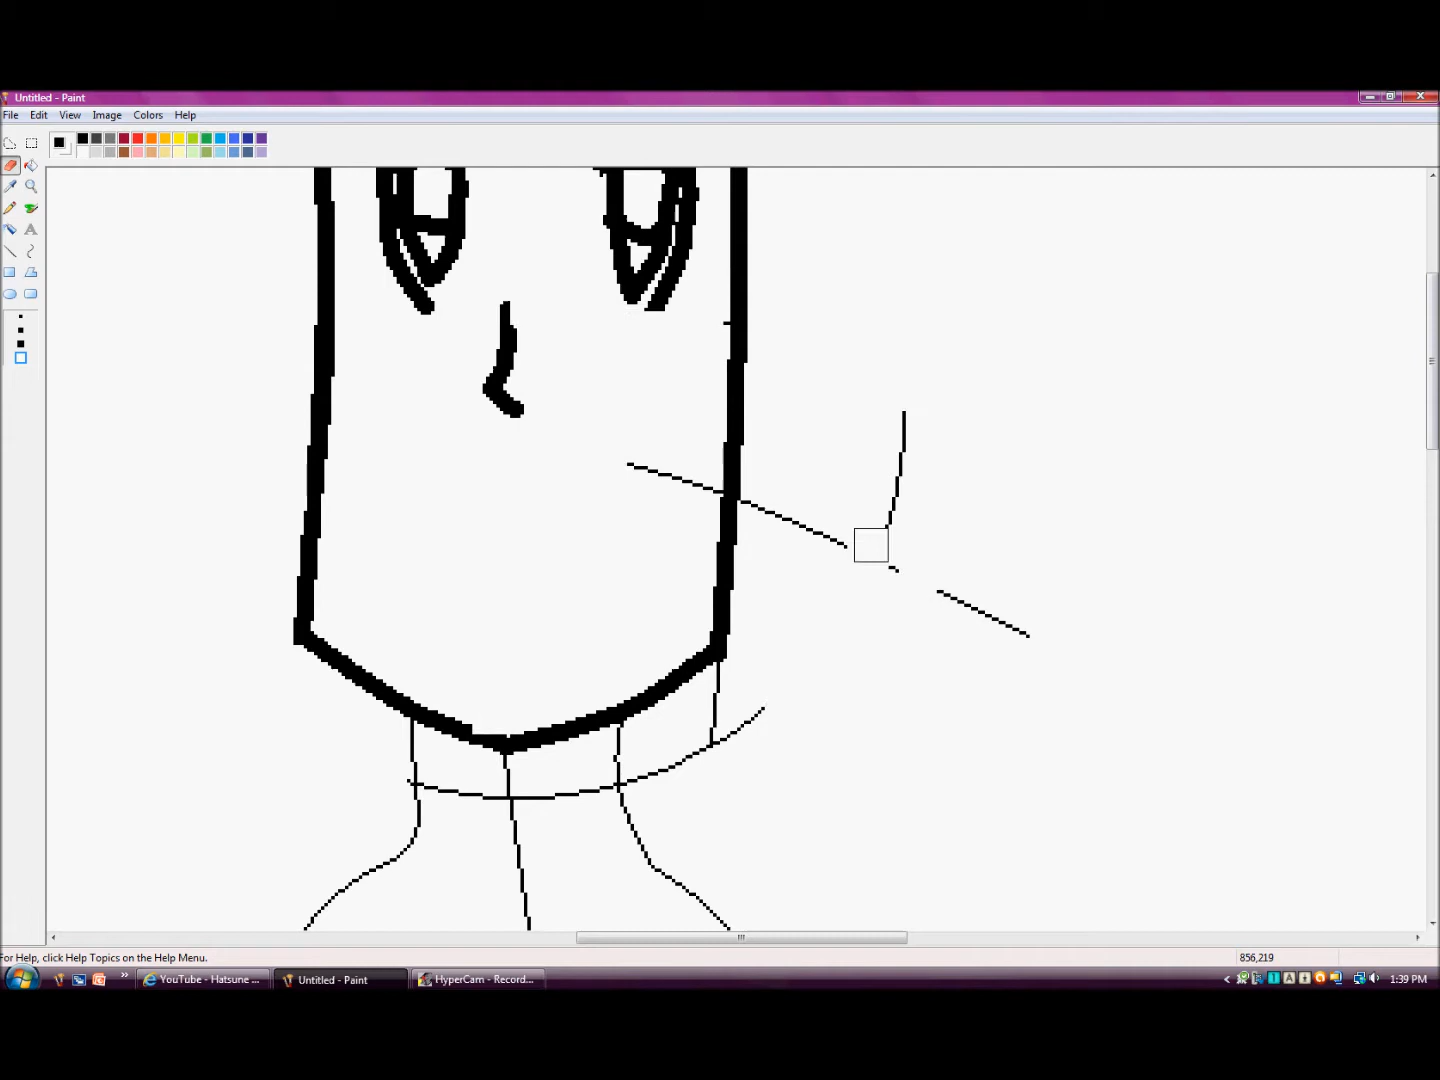 Untitled - Paint
File Edit View Image Colors Help
A
For Help, click Help Topics on the Help Menu.
856,219
YouTube - Hatsune ...
Untitled - Paint
HyperCam - Record...
A
1:39 PM